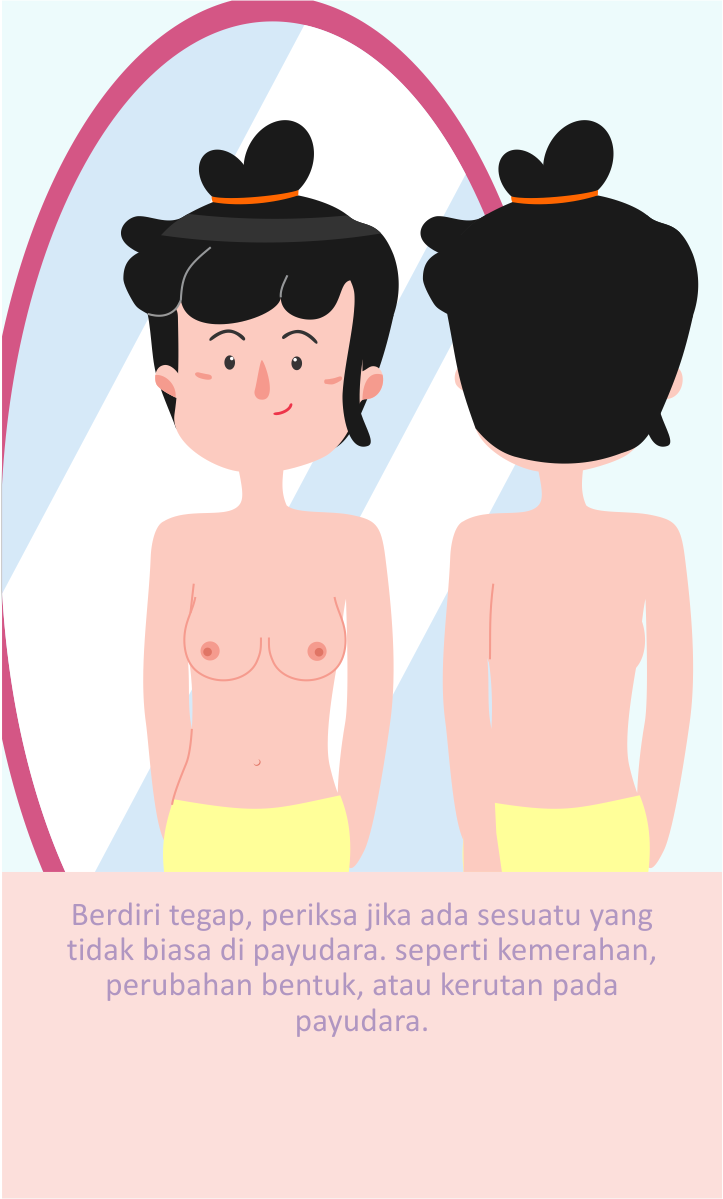 Berdiri tegap, periksa jika ada sesuatu yang
tidak biasa di payudara. seperti kemerahan,
perubahan bentuk, atau kerutan pada
payudara.